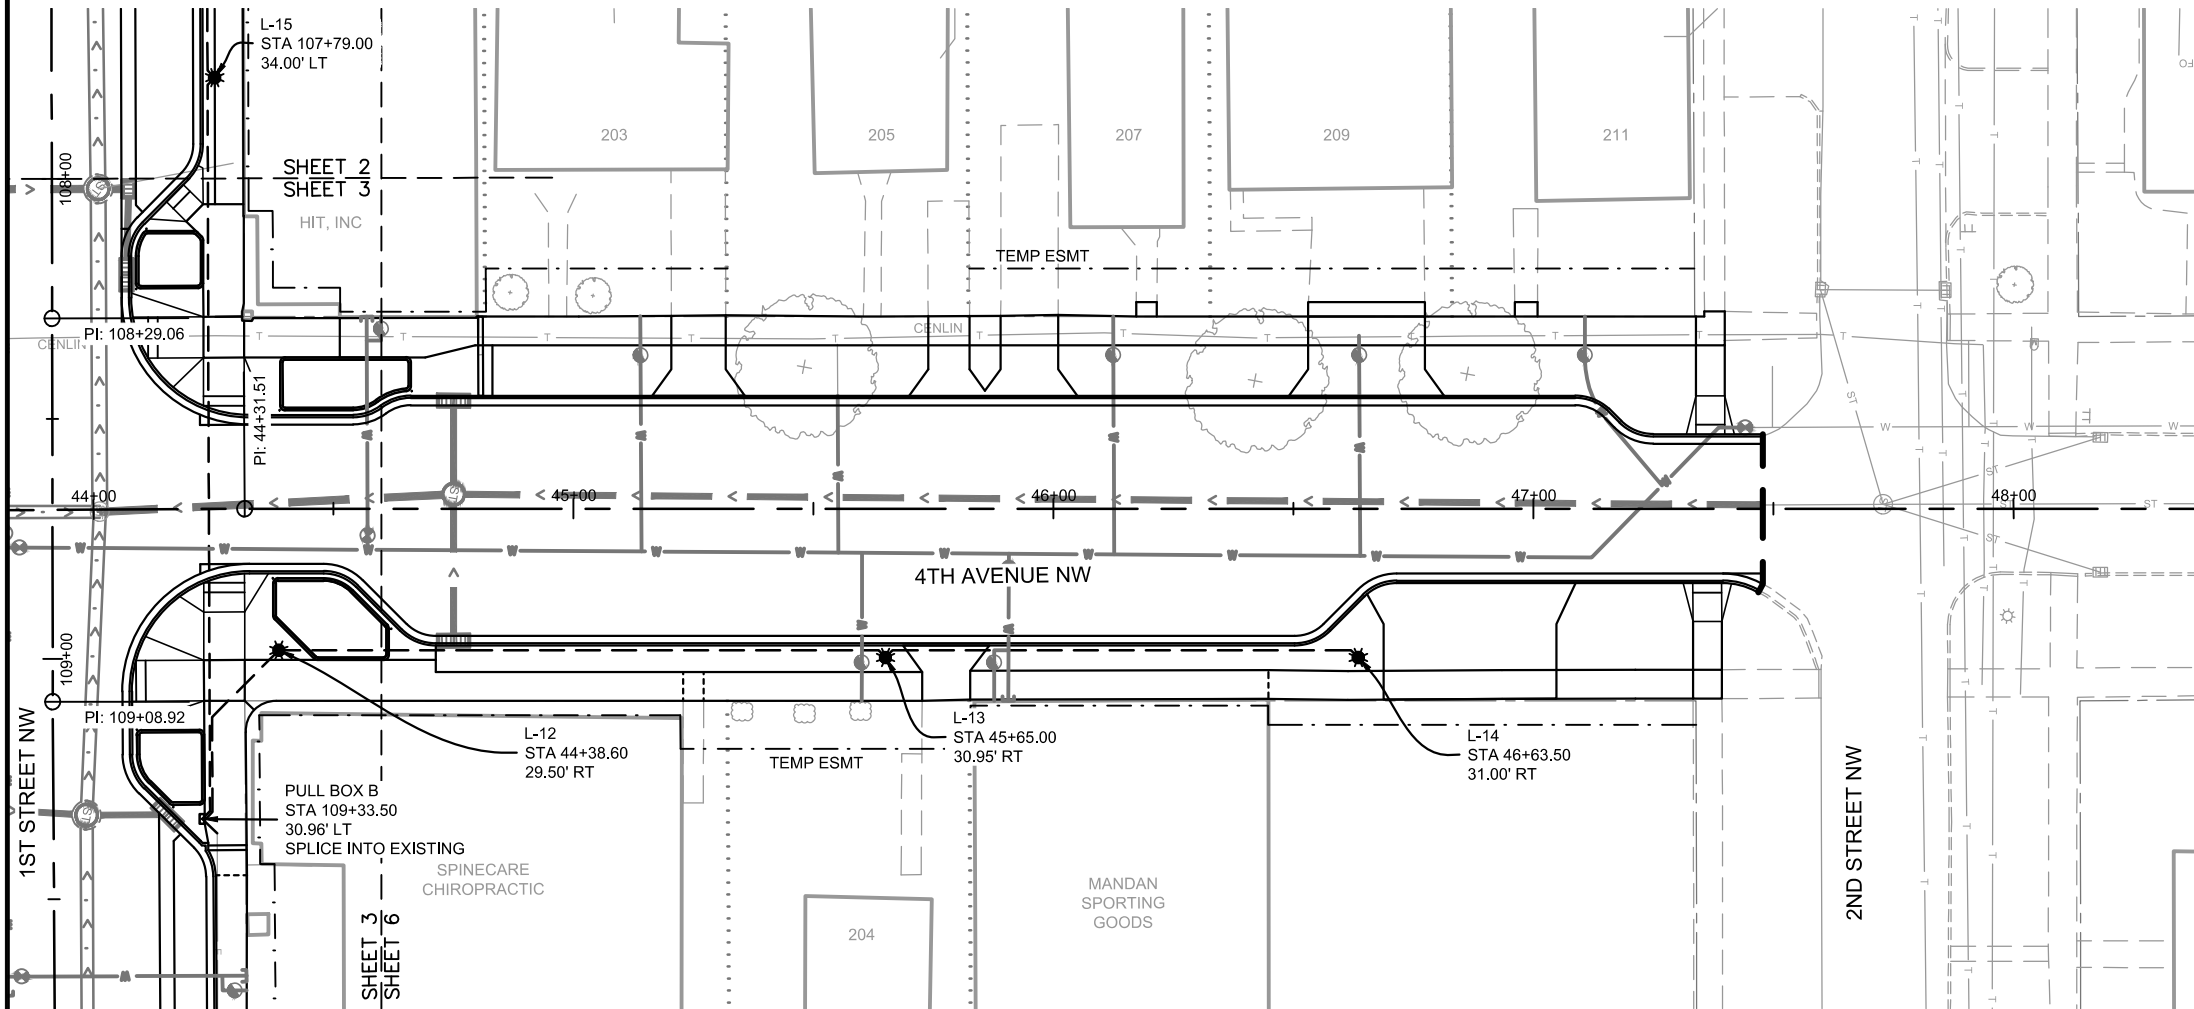 L-15
STA 107+79.00
34.00' LT
108+00
SHEET 2
SHEET 3
HIT, INC
203
205
207
209
211
TEMP ESMT
PI: 108+29.06
CENLIN
T
T
T
T
CENLIN
T
T
T
T
T
PI: 44+31.51
44+00
45+00
46+00
47+00
48+00
ST
ST
ST
ST
ST
W
W
W
W
W
W
W
W
W
W
W
W
W
W
4TH AVENUE NW
109+00
PI: 109+08.92
1ST STREET NW
L-12
STA 44+38.60
29.50' RT
L-13
STA 45+65.00
30.95' RT
L-14
STA 46+63.50
31.00' RT
TEMP ESMT
PULL BOX B
STA 109+33.50
30.96' LT
SPLICE INTO EXISTING
SPINECARE
CHIROPRACTIC
204
MANDAN
SPORTING
GOODS
2ND STREET NW
SHEET 3
SHEET 6